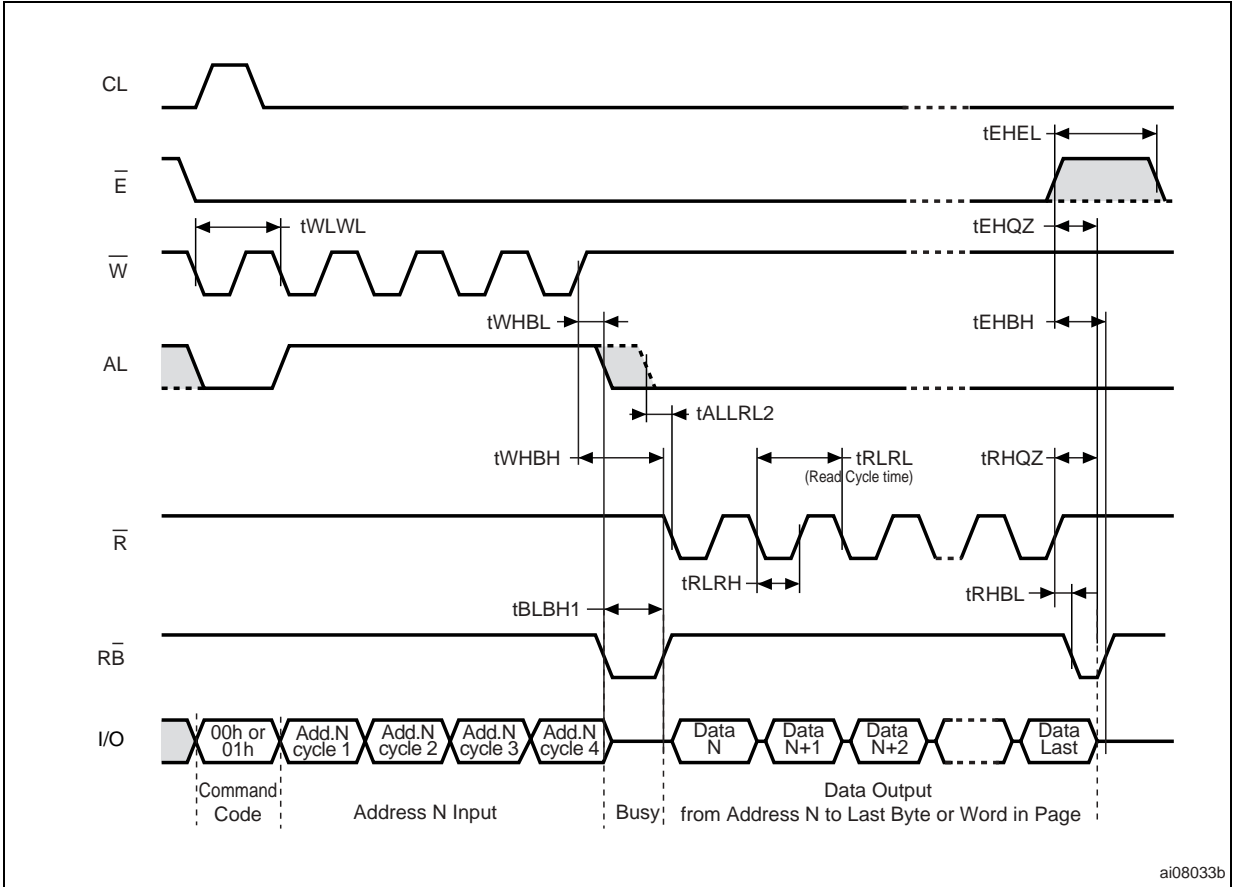 CL
tEHEL
E
tWLWL
tEHQZ
W
tWHBL
tEHBH
AL
tALLRL2
tWHBH
tRLRL
tRHQZ
(Read Cycle time)
R
tRLRH
tRHBL
tBLBH1
RB
I/O
00h or
01h
Add.N
cycle 1
Add.N
cycle 2
Add.N
cycle 3
Add.N
cycle 4
Data
N
Data
N+1
Data
N+2
Data
Last
Command
Code
Address N Input
Busy
Data Output
from Address N to Last Byte or Word in Page
ai08033b